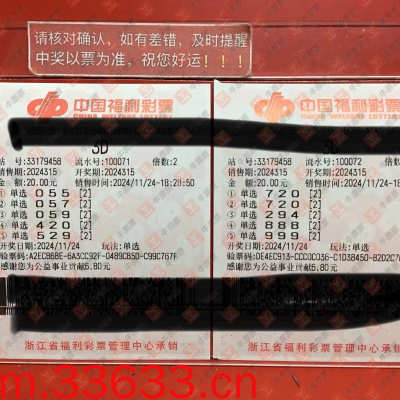 请核对确认，如有差错，及时提醒
中奖以票为准，祝您好运！！！
中国福利彩票
CHINA WELFARE LOTTERY
3D
站 号:33179458 流水号:100071 倍数:2
销售期:2024315 开奖期:2024315
金 额:20.00元 销售时间:2024/11/24-18:28:50
① 单选 0 5 5 [2]
② 单选 0 5 7 [2]
③ 单选 0 5 9 [2]
④ 单选 4 2 0 [2]
⑤ 单选 5 2 9 [2]
开奖日期:2024/11/24 玩法:单选
感谢您为公益事业贡献6.80元
浙江省福利彩票管理中心承销
中国福利彩票
CHINA WELFARE LOTTERY
站 号:33179458 流水号:100072 倍数:2
销售期:2024315 开奖期:2024315
金 额:20.00元 销售时间:2024/11/24-18:2
① 单选 7 2 0 [2]
② 单选 7 2 0 [2]
③ 单选 2 9 4 [2]
④ 单选 8 8 8 [2]
⑤ 单选 9 9 9 [2]
开奖日期:2024/11/24 玩法:单选
感谢您为公益事业贡献6.80元
浙江省福利彩票管理中心承销
m.33633.cn